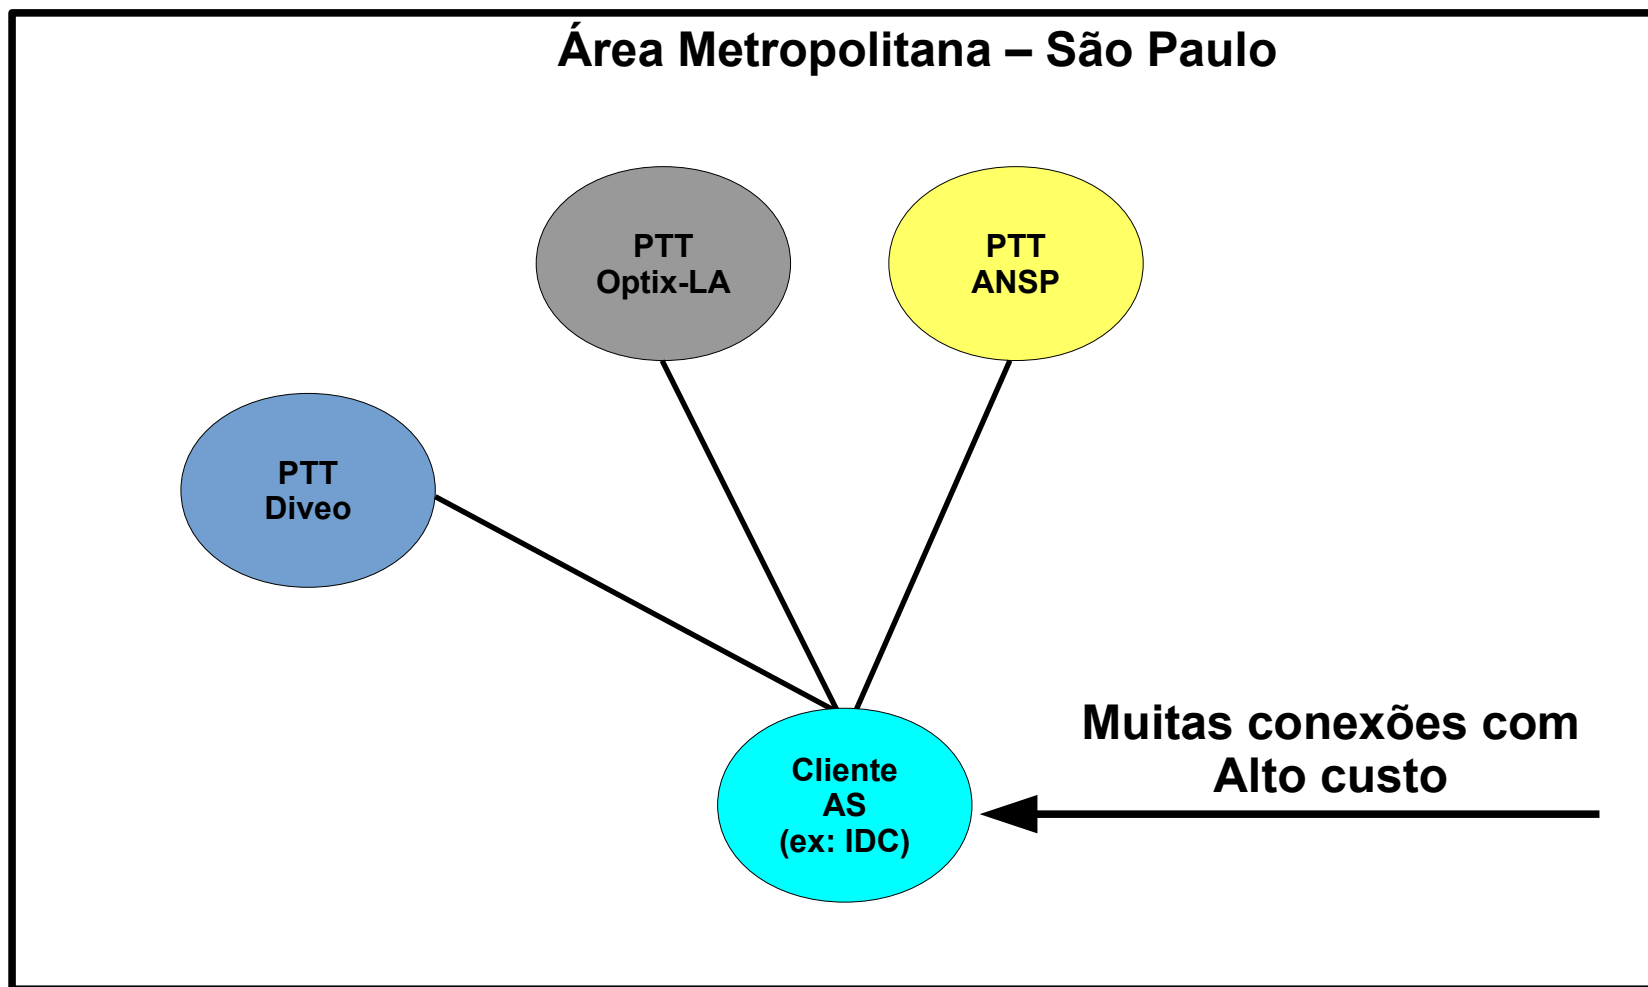 Área Metropolitana – São Paulo
PTT
Optix-LA
PTT
ANSP
PTT
Diveo
Muitas conexões com
Alto custo
Cliente
AS
(ex: IDC)